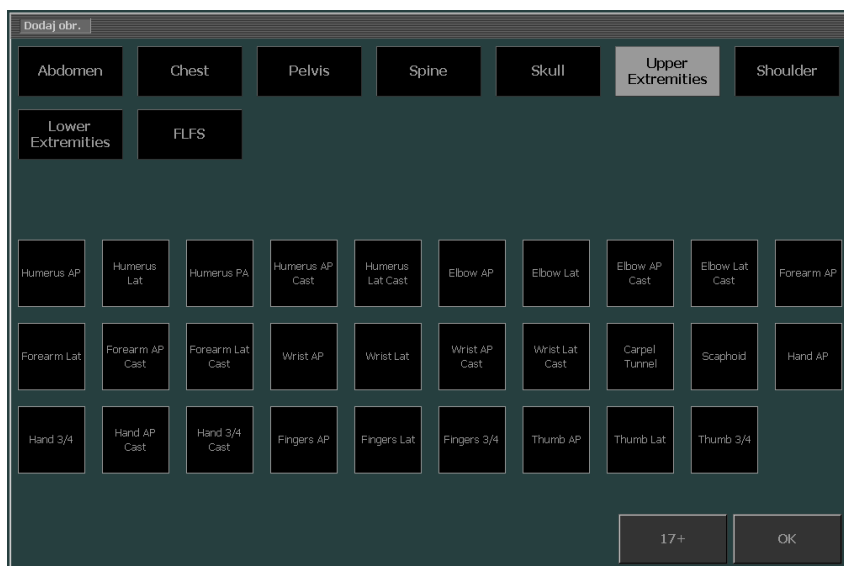 Dodaj obr.
Abdomen
Chest
Pelvis
Spine
Skull
Upper
Extremities
Shoulder
Lower
Extremities
FLFS
Humerus AP
Humerus
Lat
Humerus PA
Humerus AP
Cast
Humerus
Lat Cast
Elbow AP
Elbow Lat
Elbow AP
Cast
Elbow Lat
Cast
Forearm AP
Forearm Lat
Forearm AP
Cast
Forearm Lat
Cast
Wrist AP
Wrist Lat
Wrist AP
Cast
Wrist Lat
Cast
Carpel
Tunnel
Scaphoid
Hand AP
Hand 3/4
Hand AP
Cast
Hand 3/4
Cast
Fingers AP
Fingers Lat
Fingers 3/4
Thumb AP
Thumb Lat
Thumb 3/4
17+
OK